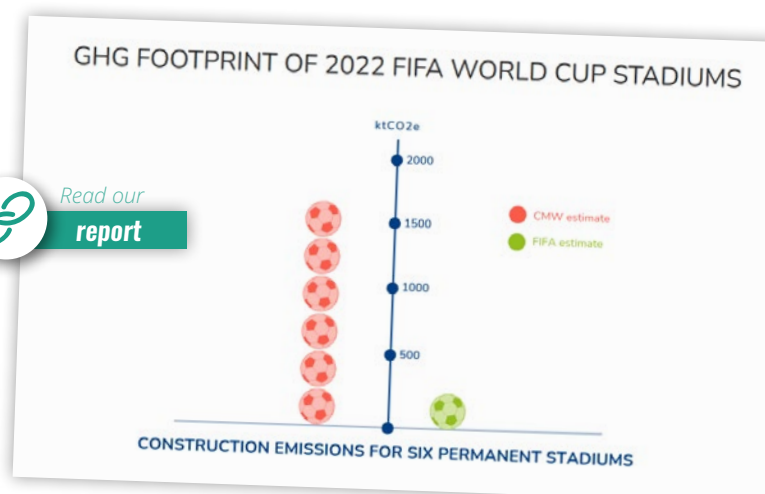 GHG FOOTPRINT OF 2022 FIFA WORLD CUP STADIUMS
ktCO2e
2000
Read our
report
1500
CMW estimate
FIFA estimate
1000
500
CONSTRUCTION EMISSIONS FOR SIX PERMANENT STADIUMS